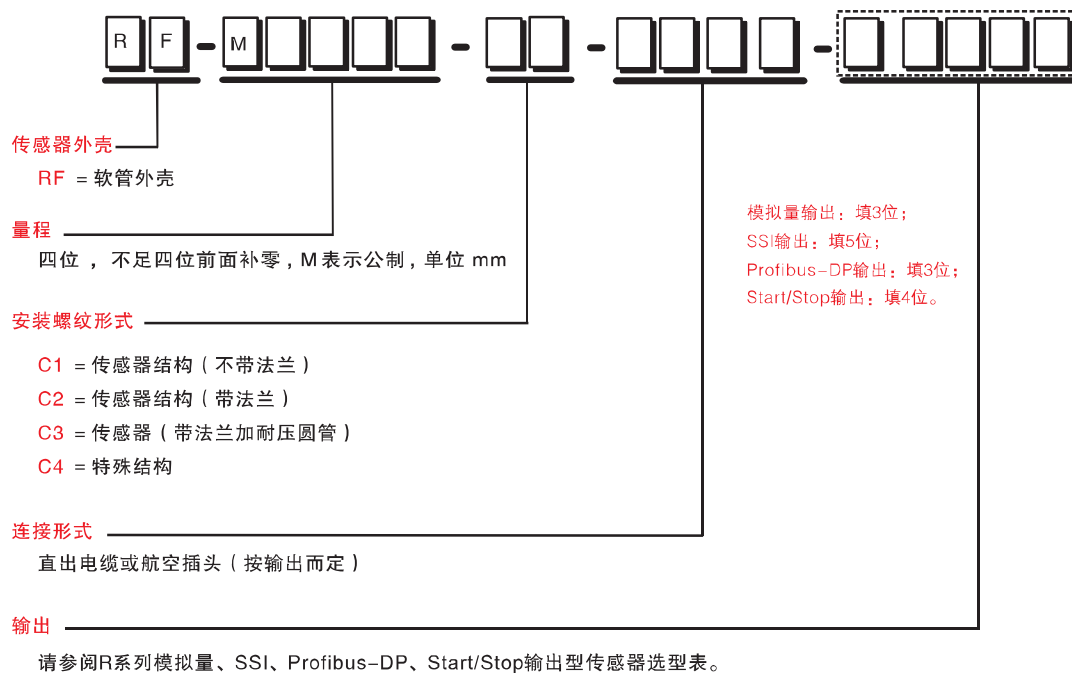 R F - M - - -
传感器外壳
RF = 软管外壳
量程
四位 ，不足四位前面补零，M表示公制，单位 mm
模拟量输出：填3位；
SSI输出：填5位；
Profibus-DP输出：填3位；
Start/Stop输出：填4位。
安装螺纹形式
C1 = 传感器结构（不带法兰）
C2 = 传感器结构（带法兰）
C3 = 传感器（带法兰加耐压圆管）
C4 = 特殊结构
连接形式
直出电缆或航空插头（按输出而定）
输出
请参阅R系列模拟量、SSI、Profibus-DP、Start/Stop输出型传感器选型表。